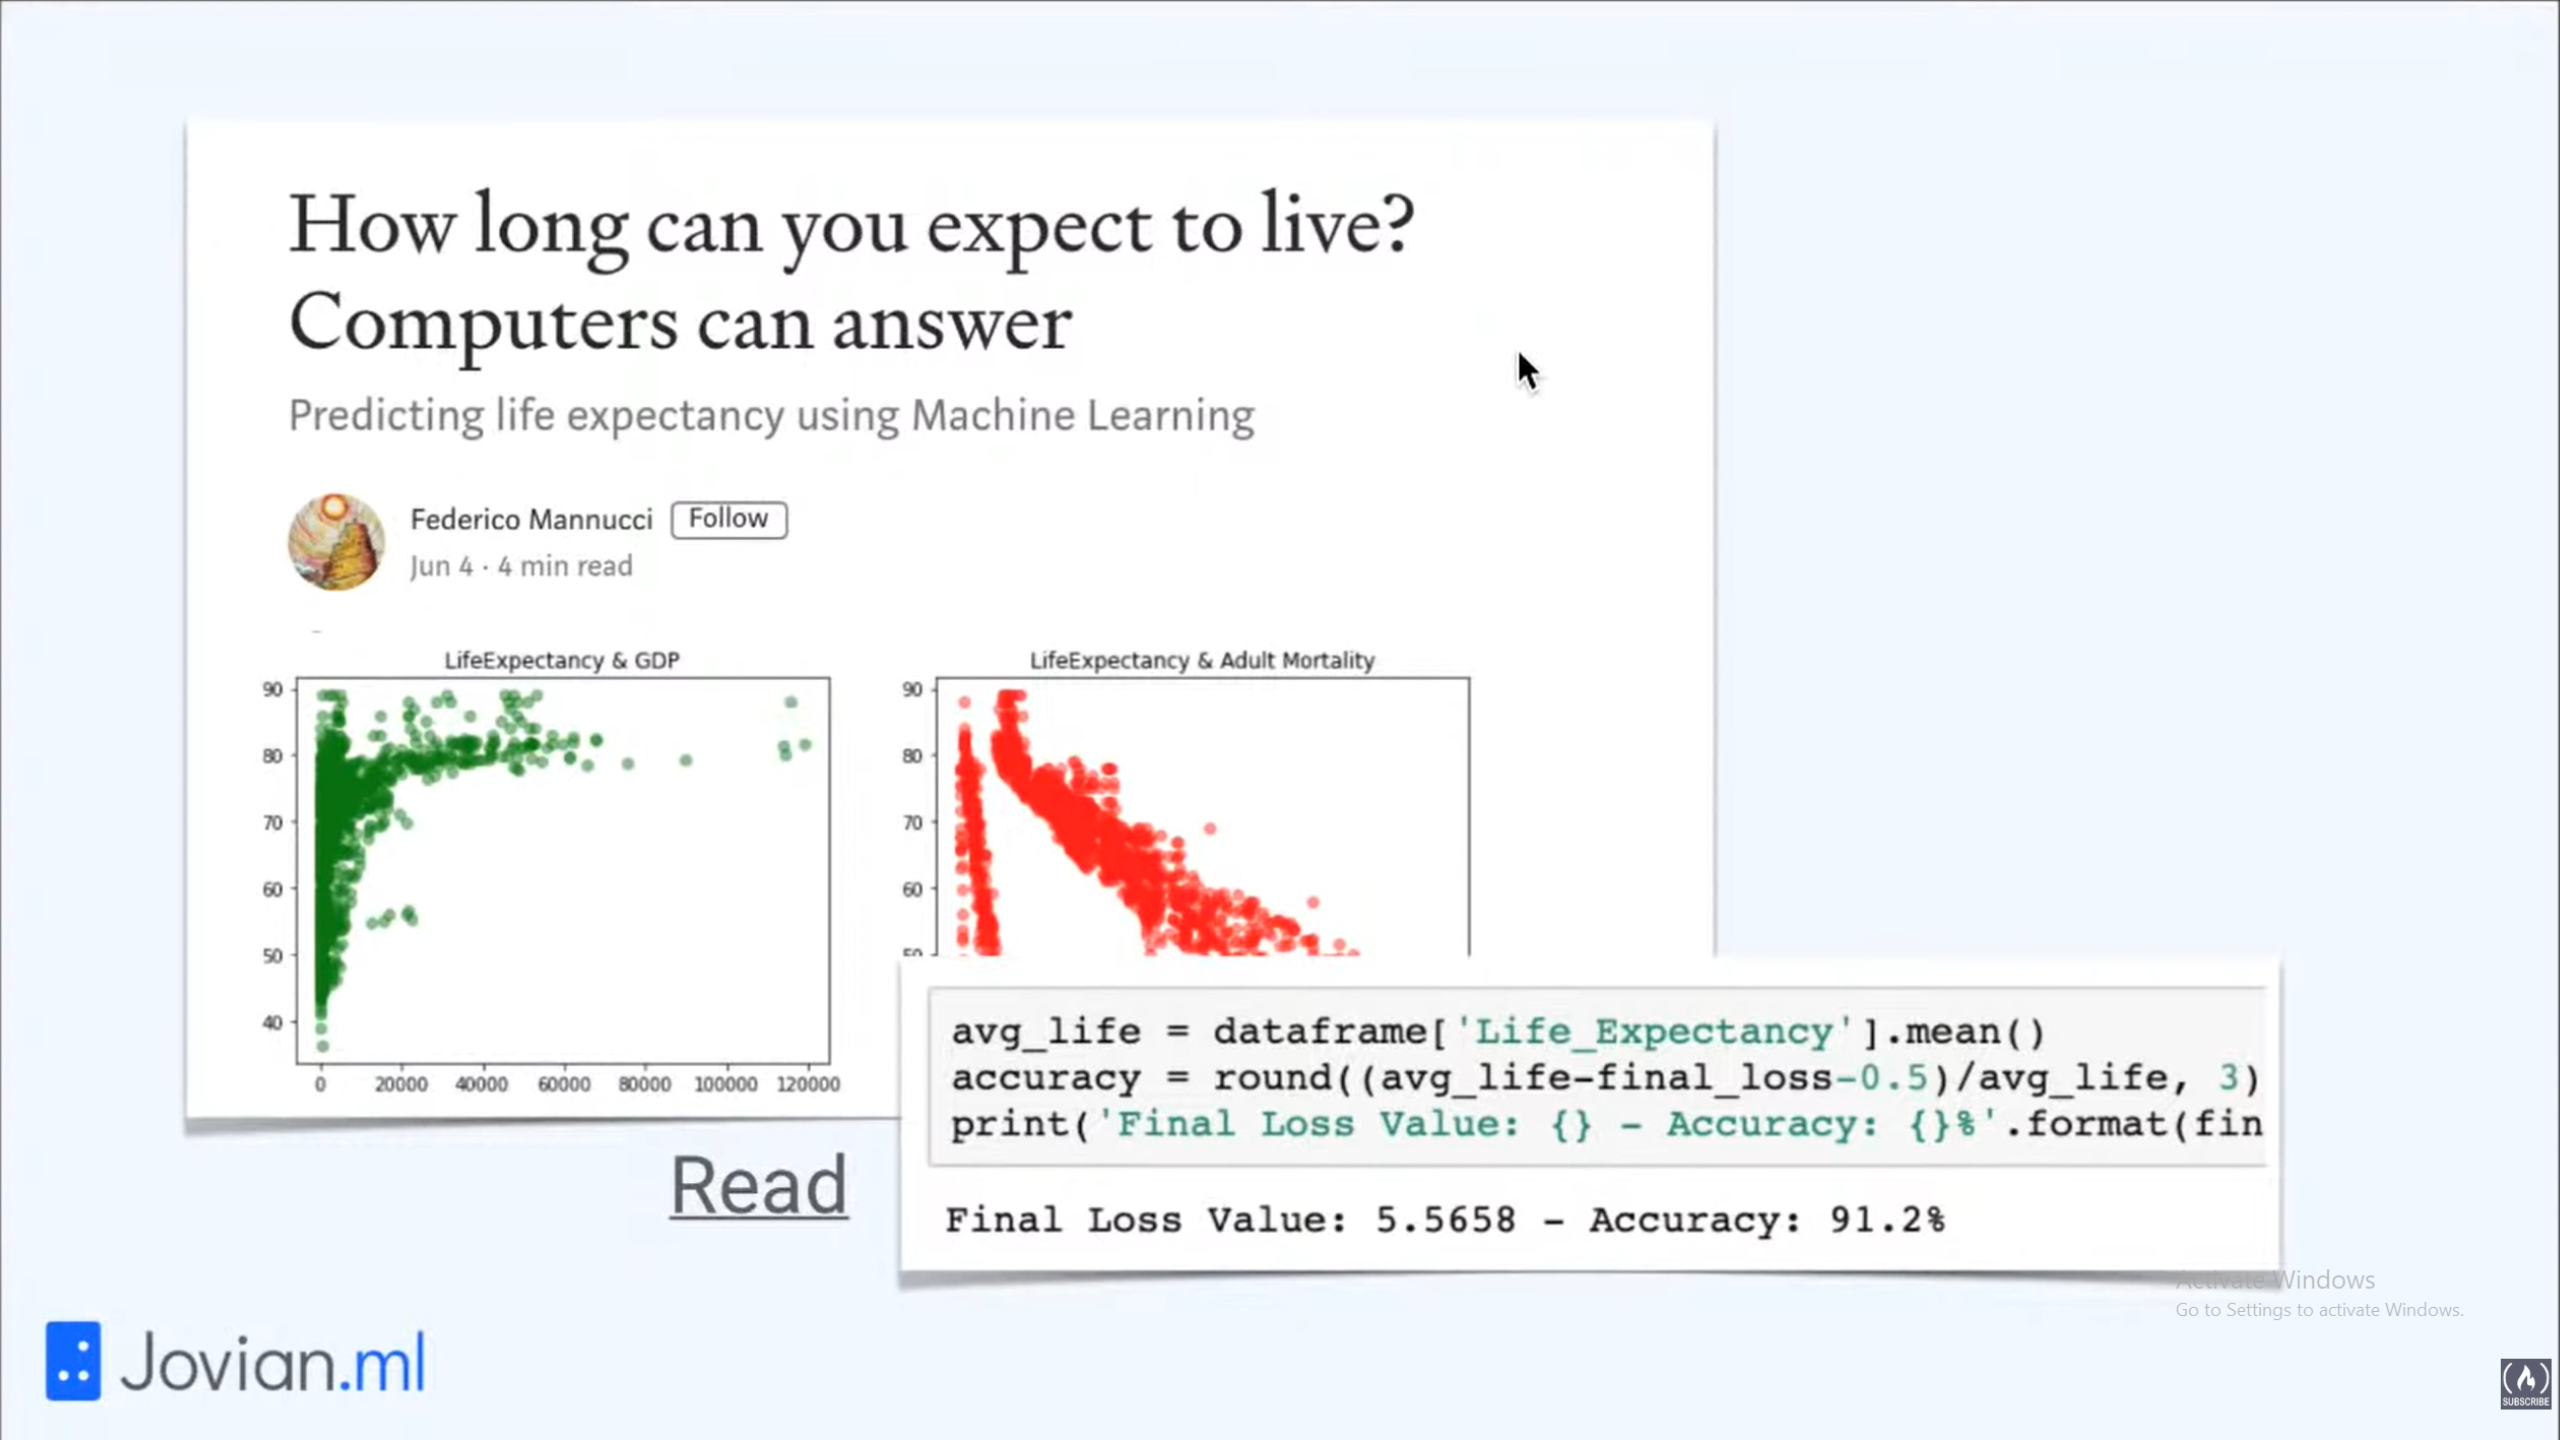 How long can you expect to live?
Computers can answer
Predicting life expectancy using Machine Learning
Federico Mannucci Follow
Jun 4 · 4 min read
LifeExpectancy & GDP
90
80
70
60
50
40
0 20000 40000 60000 80000 100000 120000
LifeExpectancy & Adult Mortality
90
80
70
60
50
avg_life = dataframe['Life_Expectancy'].mean()
accuracy = round((avg_life-final_loss-0.5)/avg_life, 3)
print('Final Loss Value: {} - Accuracy: {}%'.format(fin
Final Loss Value: 5.5658 - Accuracy: 91.2%
Read
Activate Windows
Go to Settings to activate Windows.
Jovian.ml
SUBSCRIBE